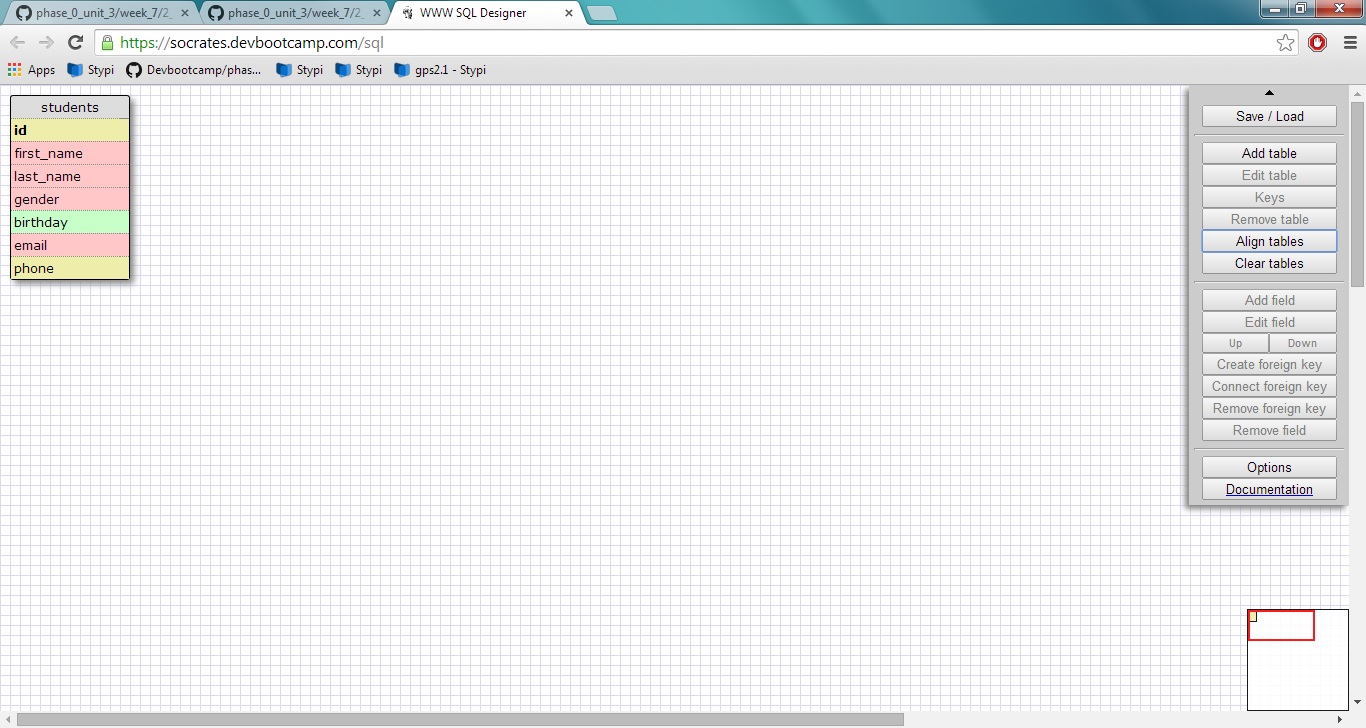 phase_0_unit_3/week_7/2_
phase_0_unit_3/week_7/2_
WWW SQL Designer
https://socrates.devbootcamp.com/sql
Apps Stypi Devbootcamp/phas... Stypi Stypi gps2.1 - Stypi
students
id
first_name
last_name
gender
birthday
email
phone
Save / Load
Add table
Edit table
Keys
Remove table
Align tables
Clear tables
Add field
Edit field
Up Down
Create foreign key
Connect foreign key
Remove foreign key
Remove field
Options
Documentation